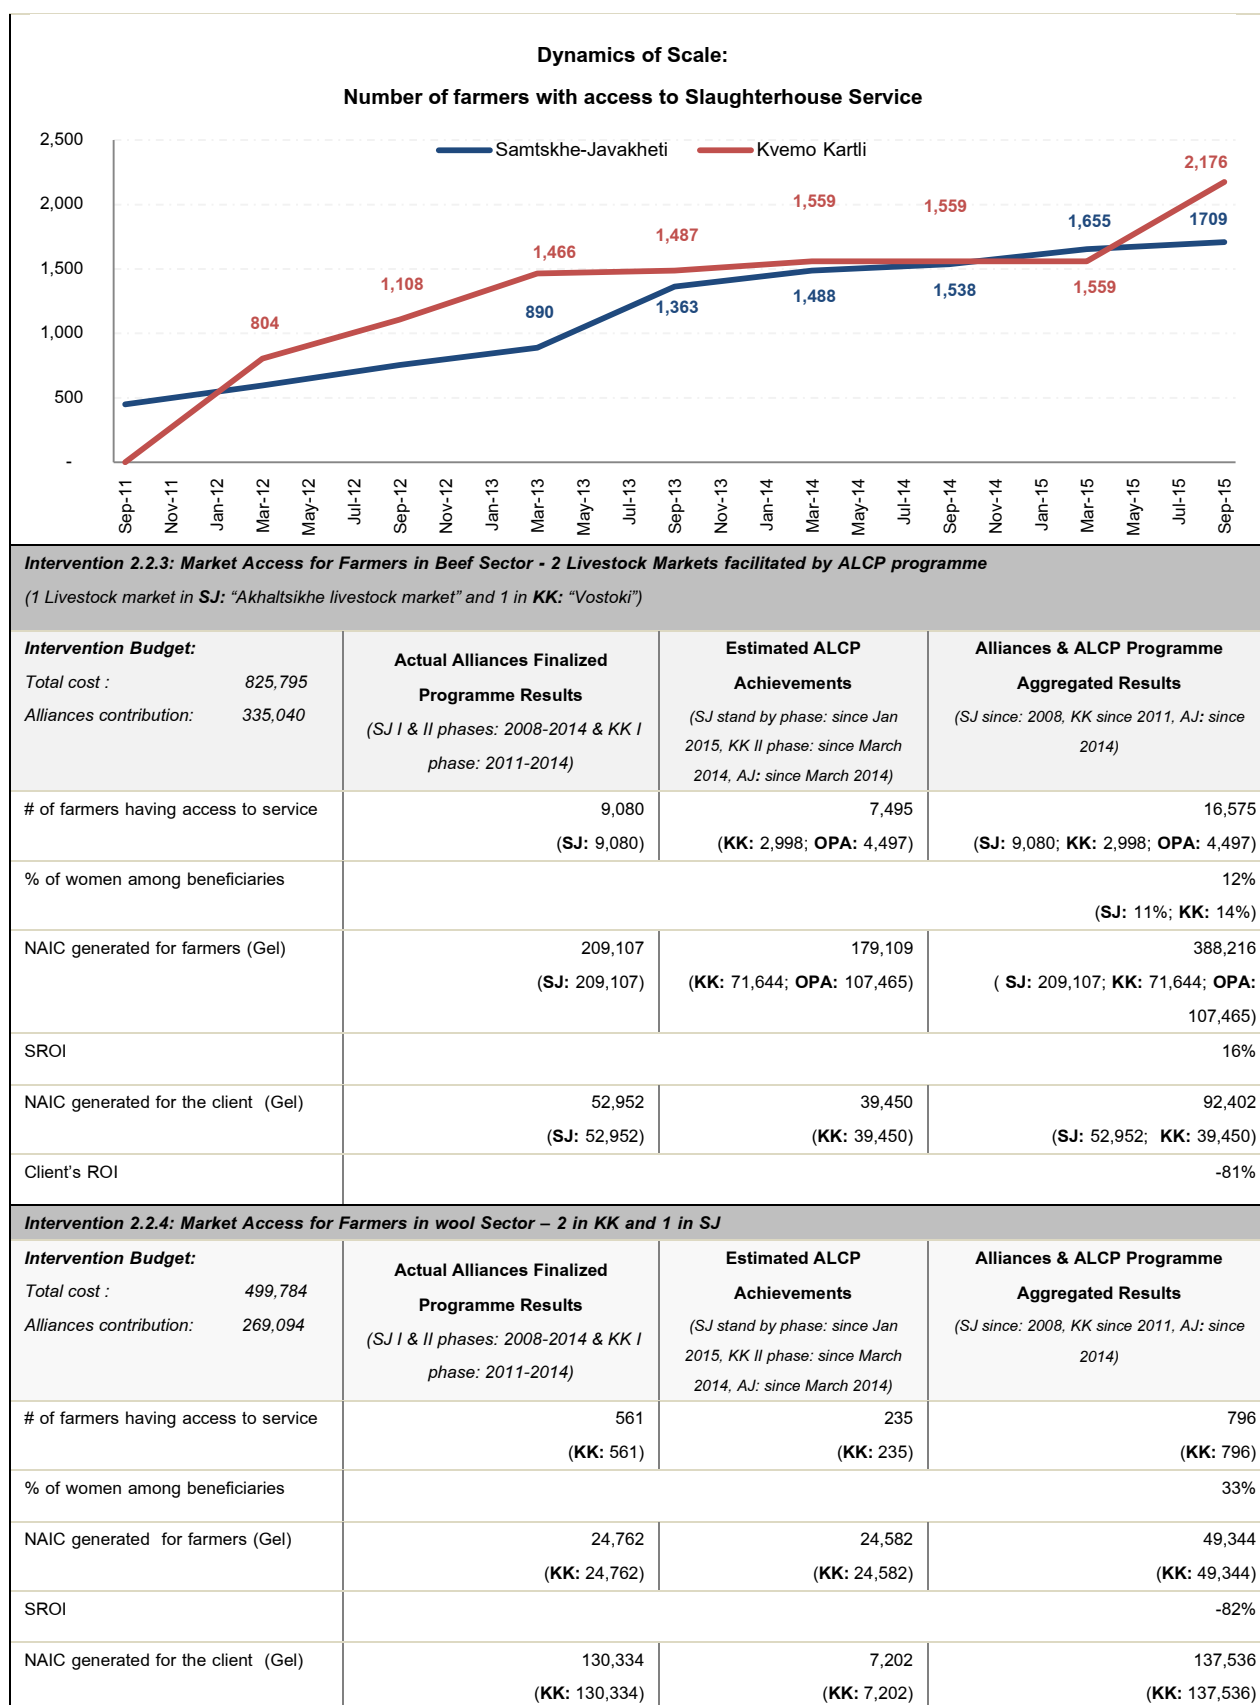 Dynamics of Scale:
Number of farmers with access to Slaughterhouse Service
2,500
2,000
1,500
1,000
500
-
Samtskhe-Javakheti
Kvemo Kartli
804
1,108
1,466
1,487
1,559
1,559
1,559
2,176
890
1,363
1,488
1,538
1,655
1709
Sep-11
Nov-11
Jan-12
Mar-12
May-12
Jul-12
Sep-12
Nov-12
Jan-13
Mar-13
May-13
Jul-13
Sep-13
Nov-13
Jan-14
Mar-14
May-14
Jul-14
Sep-14
Nov-14
Jan-15
Mar-15
May-15
Jul-15
Sep-15
Intervention 2.2.3: Market Access for Farmers in Beef Sector - 2 Livestock Markets facilitated by ALCP programme
(1 Livestock market in SJ: “Akhaltsikhe livestock market” and 1 in KK: “Vostoki”)
Intervention Budget:
Total cost : 825,795
Alliances contribution: 335,040
Actual Alliances Finalized
Programme Results
(SJ I & II phases: 2008-2014 & KK I
phase: 2011-2014)
Estimated ALCP
Achievements
(SJ stand by phase: since Jan
2015, KK II phase: since March
2014, AJ: since March 2014)
Alliances & ALCP Programme
Aggregated Results
(SJ since: 2008, KK since 2011, AJ: since
2014)
# of farmers having access to service
9,080
(SJ: 9,080)
7,495
(KK: 2,998; OPA: 4,497)
16,575
(SJ: 9,080; KK: 2,998; OPA: 4,497)
% of women among beneficiaries
12%
(SJ: 11%; KK: 14%)
NAIC generated for farmers (Gel)
209,107
(SJ: 209,107)
179,109
(KK: 71,644; OPA: 107,465)
388,216
( SJ: 209,107; KK: 71,644; OPA:
107,465)
SROI
16%
NAIC generated for the client (Gel)
52,952
(SJ: 52,952)
39,450
(KK: 39,450)
92,402
(SJ: 52,952; KK: 39,450)
Client’s ROI
-81%
Intervention 2.2.4: Market Access for Farmers in wool Sector – 2 in KK and 1 in SJ
Intervention Budget:
Total cost : 499,784
Alliances contribution: 269,094
Actual Alliances Finalized
Programme Results
(SJ I & II phases: 2008-2014 & KK I
phase: 2011-2014)
Estimated ALCP
Achievements
(SJ stand by phase: since Jan
2015, KK II phase: since March
2014, AJ: since March 2014)
Alliances & ALCP Programme
Aggregated Results
(SJ since: 2008, KK since 2011, AJ: since
2014)
# of farmers having access to service
561
(KK: 561)
235
(KK: 235)
796
(KK: 796)
% of women among beneficiaries
33%
NAIC generated for farmers (Gel)
24,762
(KK: 24,762)
24,582
(KK: 24,582)
49,344
(KK: 49,344)
SROI
-82%
NAIC generated for the client (Gel)
130,334
(KK: 130,334)
7,202
(KK: 7,202)
137,536
(KK: 137,536)